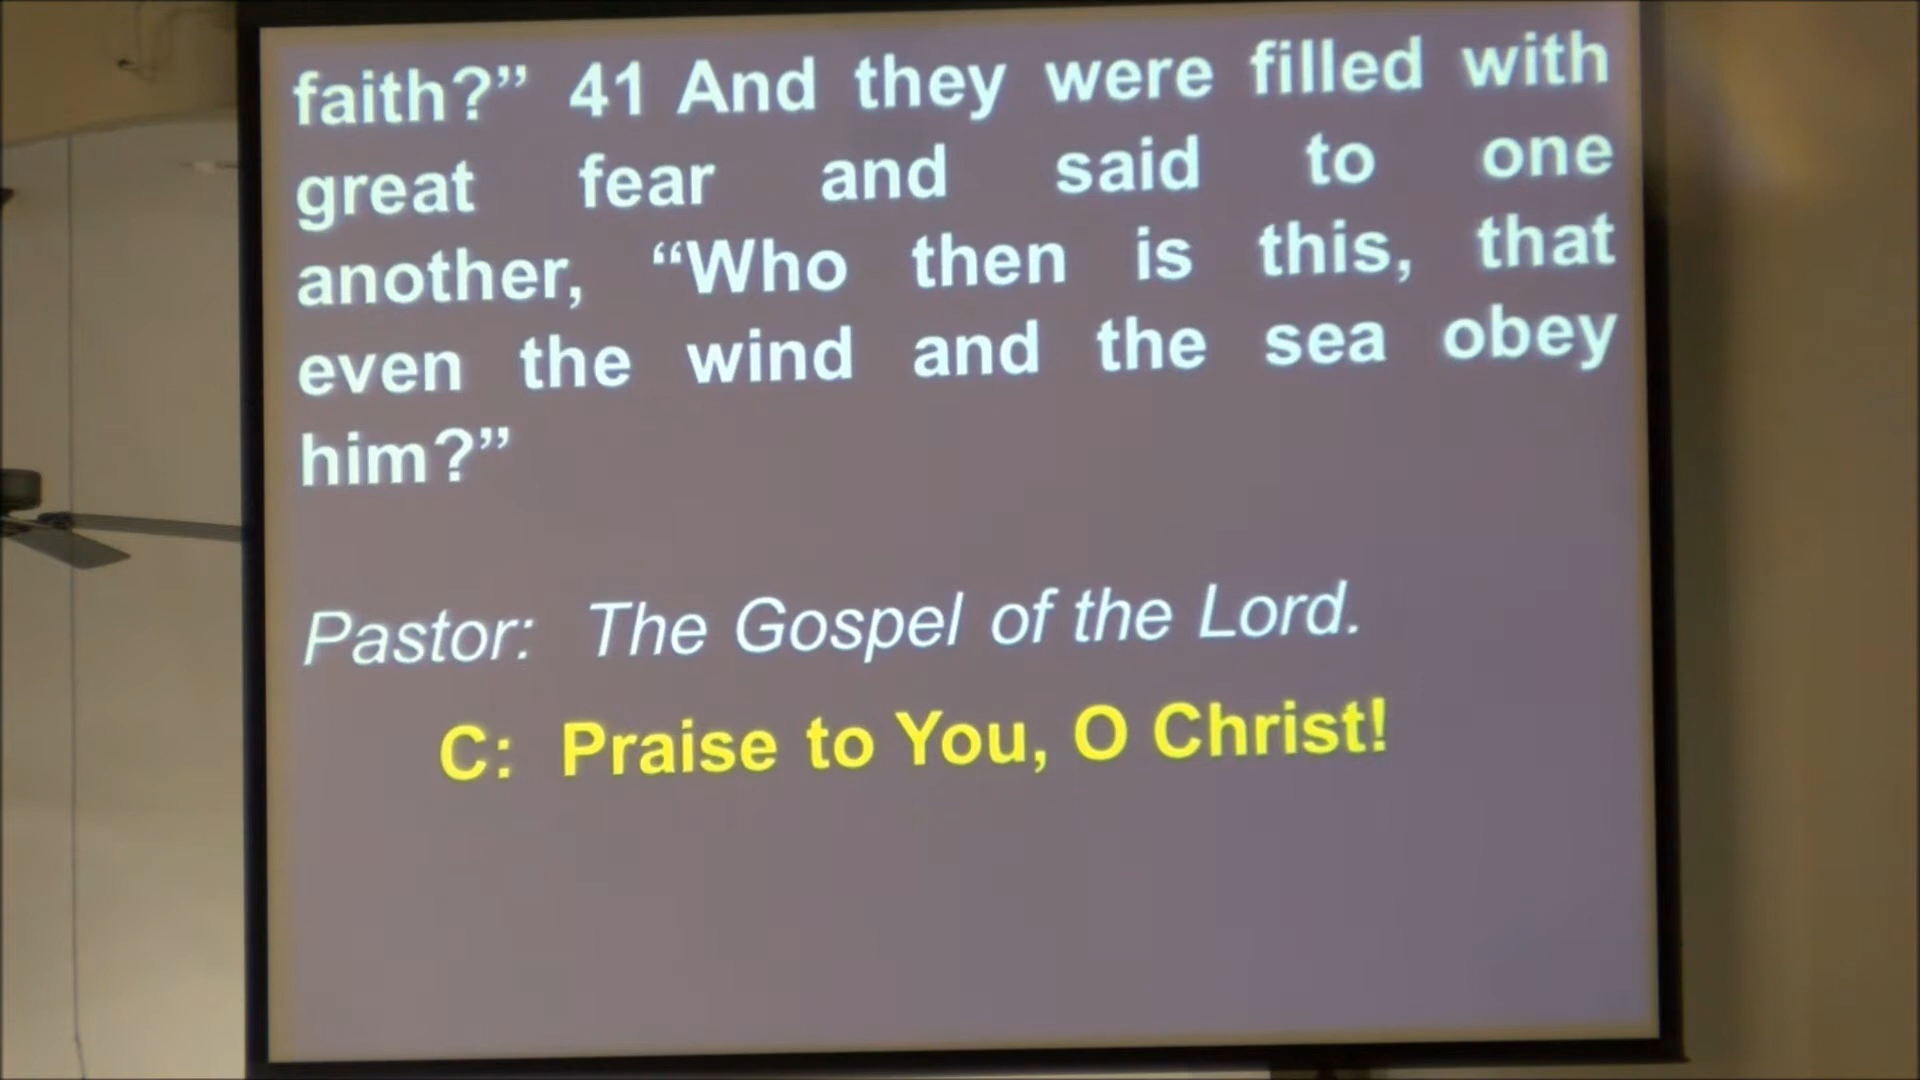 faith?” 41 And they were filled with
great fear and said to one
another, “Who then is this, that
even the wind and the sea obey
him?”
Pastor: The Gospel of the Lord.
C: Praise to You, O Christ!